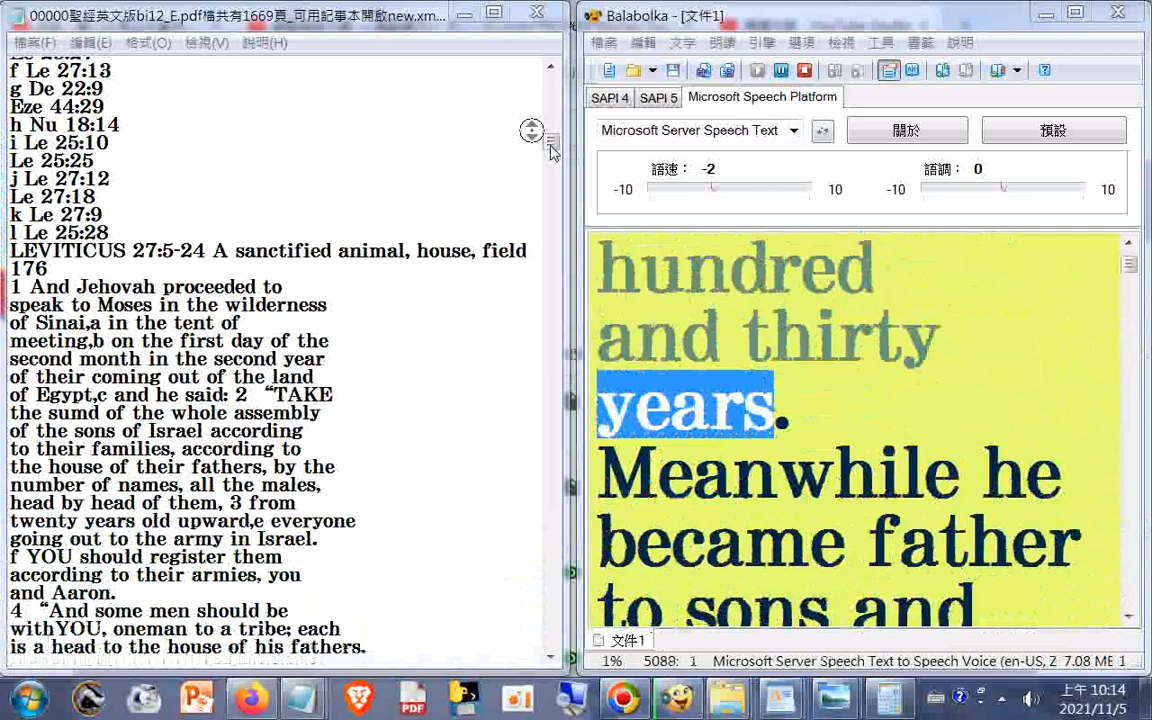 00000聖經英文版bi12_E.pdf檔共有1669頁_可用記事本開啟new.xm...
檔案(F) 編輯(E) 格式(O) 檢視(V) 說明(H)
f Le 27:13
g De 22:9
Eze 44:29
h Nu 18:14
i Le 25:10
Le 25:25
j Le 27:12
Le 27:18
k Le 27:9
l Le 25:28
LEVITICUS 27:5-24 A sanctified animal, house, field
176
1 And Jehovah proceeded to
speak to Moses in the wilderness
of Sinai,a in the tent of
meeting,b on the first day of the
second month in the second year
of their coming out of the land
of Egypt,c and he said: 2 “TAKE
the sumd of the whole assembly
of the sons of Israel according
to their families, according to
the house of their fathers, by the
number of names, all the males,
head by head of them, 3 from
twenty years old upward,e everyone
going out to the army in Israel.
f YOU should register them
according to their armies, you
and Aaron.
4 “And some men should be
withYOU, oneman to a tribe; each
is a head to the house of his fathers.
Balabolka - [文件1]
檔案 編輯 文字 朗讀 引擎 選項 檢視 工具 書籤 說明
SAPI 4 SAPI 5 Microsoft Speech Platform
Microsoft Server Speech Text 關於 預設
語速： -2 語調： 0
-10 10 -10 10
hundred
and thirty
years.
Meanwhile he
became father
to sons and
文件1
1% 5089: 1 Microsoft Server Speech Text to Speech Voice (en-US, 2 7.08 ME 1
PDF
上午 10:14
2021/11/5